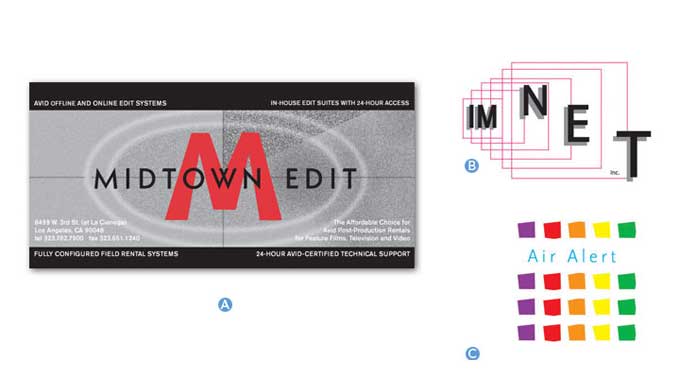 AVID OFFLINE AND ONLINE EDIT SYSTEMS
IN-HOUSE EDIT SUITES WITH 24-HOUR ACCESS
M
MIDTOWN EDIT
8499 W. 3rd St. (at La Cienega)
Los Angeles, CA 90048
tel 323.782.7900 fax 323.651.1240
The Affordable Choice for
Avid Post-Production Rentals
for Feature Films, Television and Video
FULLY CONFIGURED FIELD RENTAL SYSTEMS
24-HOUR AVID-CERTIFIED TECHNICAL SUPPORT
A
IM NET
inc.
B
Air Alert
C